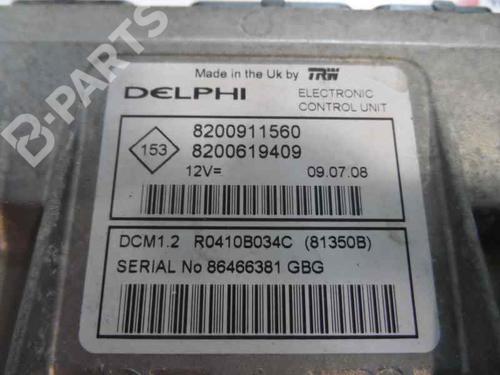 B-PARTS
Made in the Uk by TRW
DELPHI ELECTRONIC CONTROL UNIT
153
8200911560
8200619409
12V= 09.07.08
DCM1.2 R0410B034C (81350B)
SERIAL No 86466381 GBG